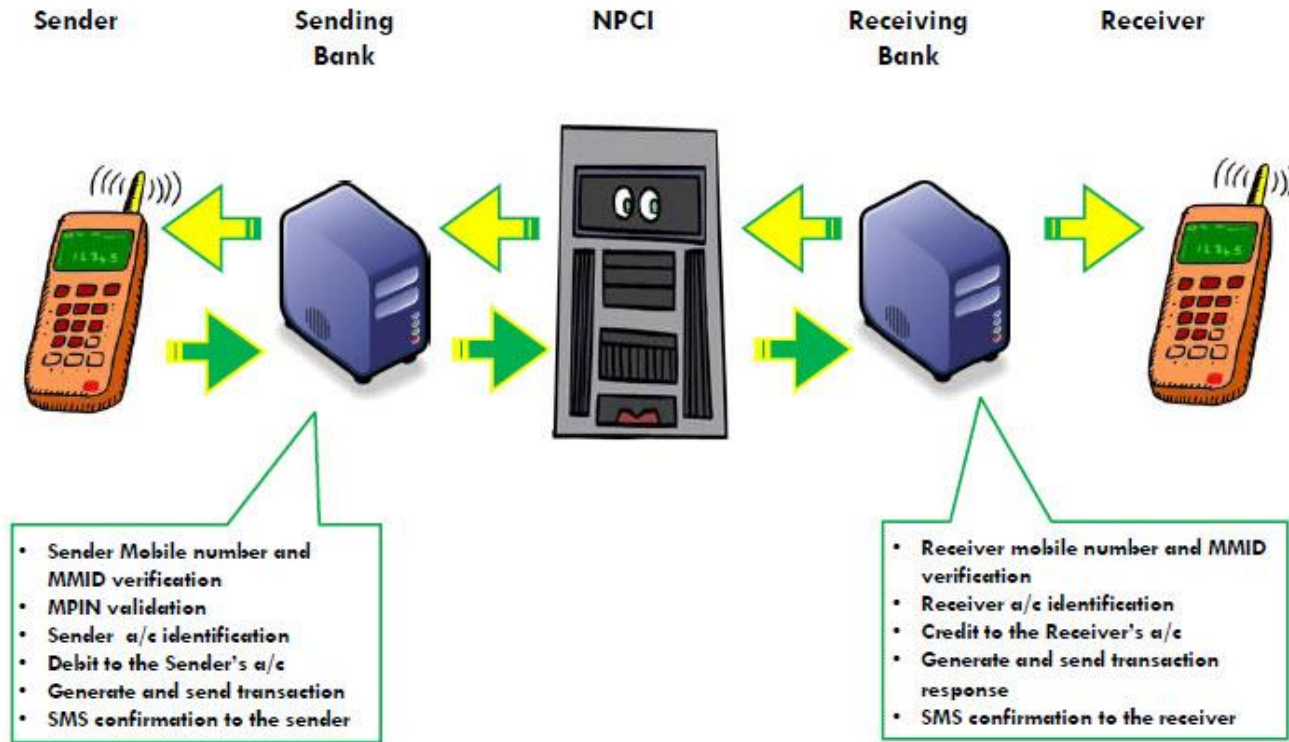 Sender
Sending
Bank
NPCI
Receiving
Bank
Receiver
12345
12345
• Sender Mobile number and
MMID verification
• MPIN validation
• Sender a/c identification
• Debit to the Sender's a/c
• Generate and send transaction
• SMS confirmation to the sender
• Receiver mobile number and MMID
verification
• Receiver a/c identification
• Credit to the Receiver's a/c
• Generate and send transaction
response
• SMS confirmation to the receiver